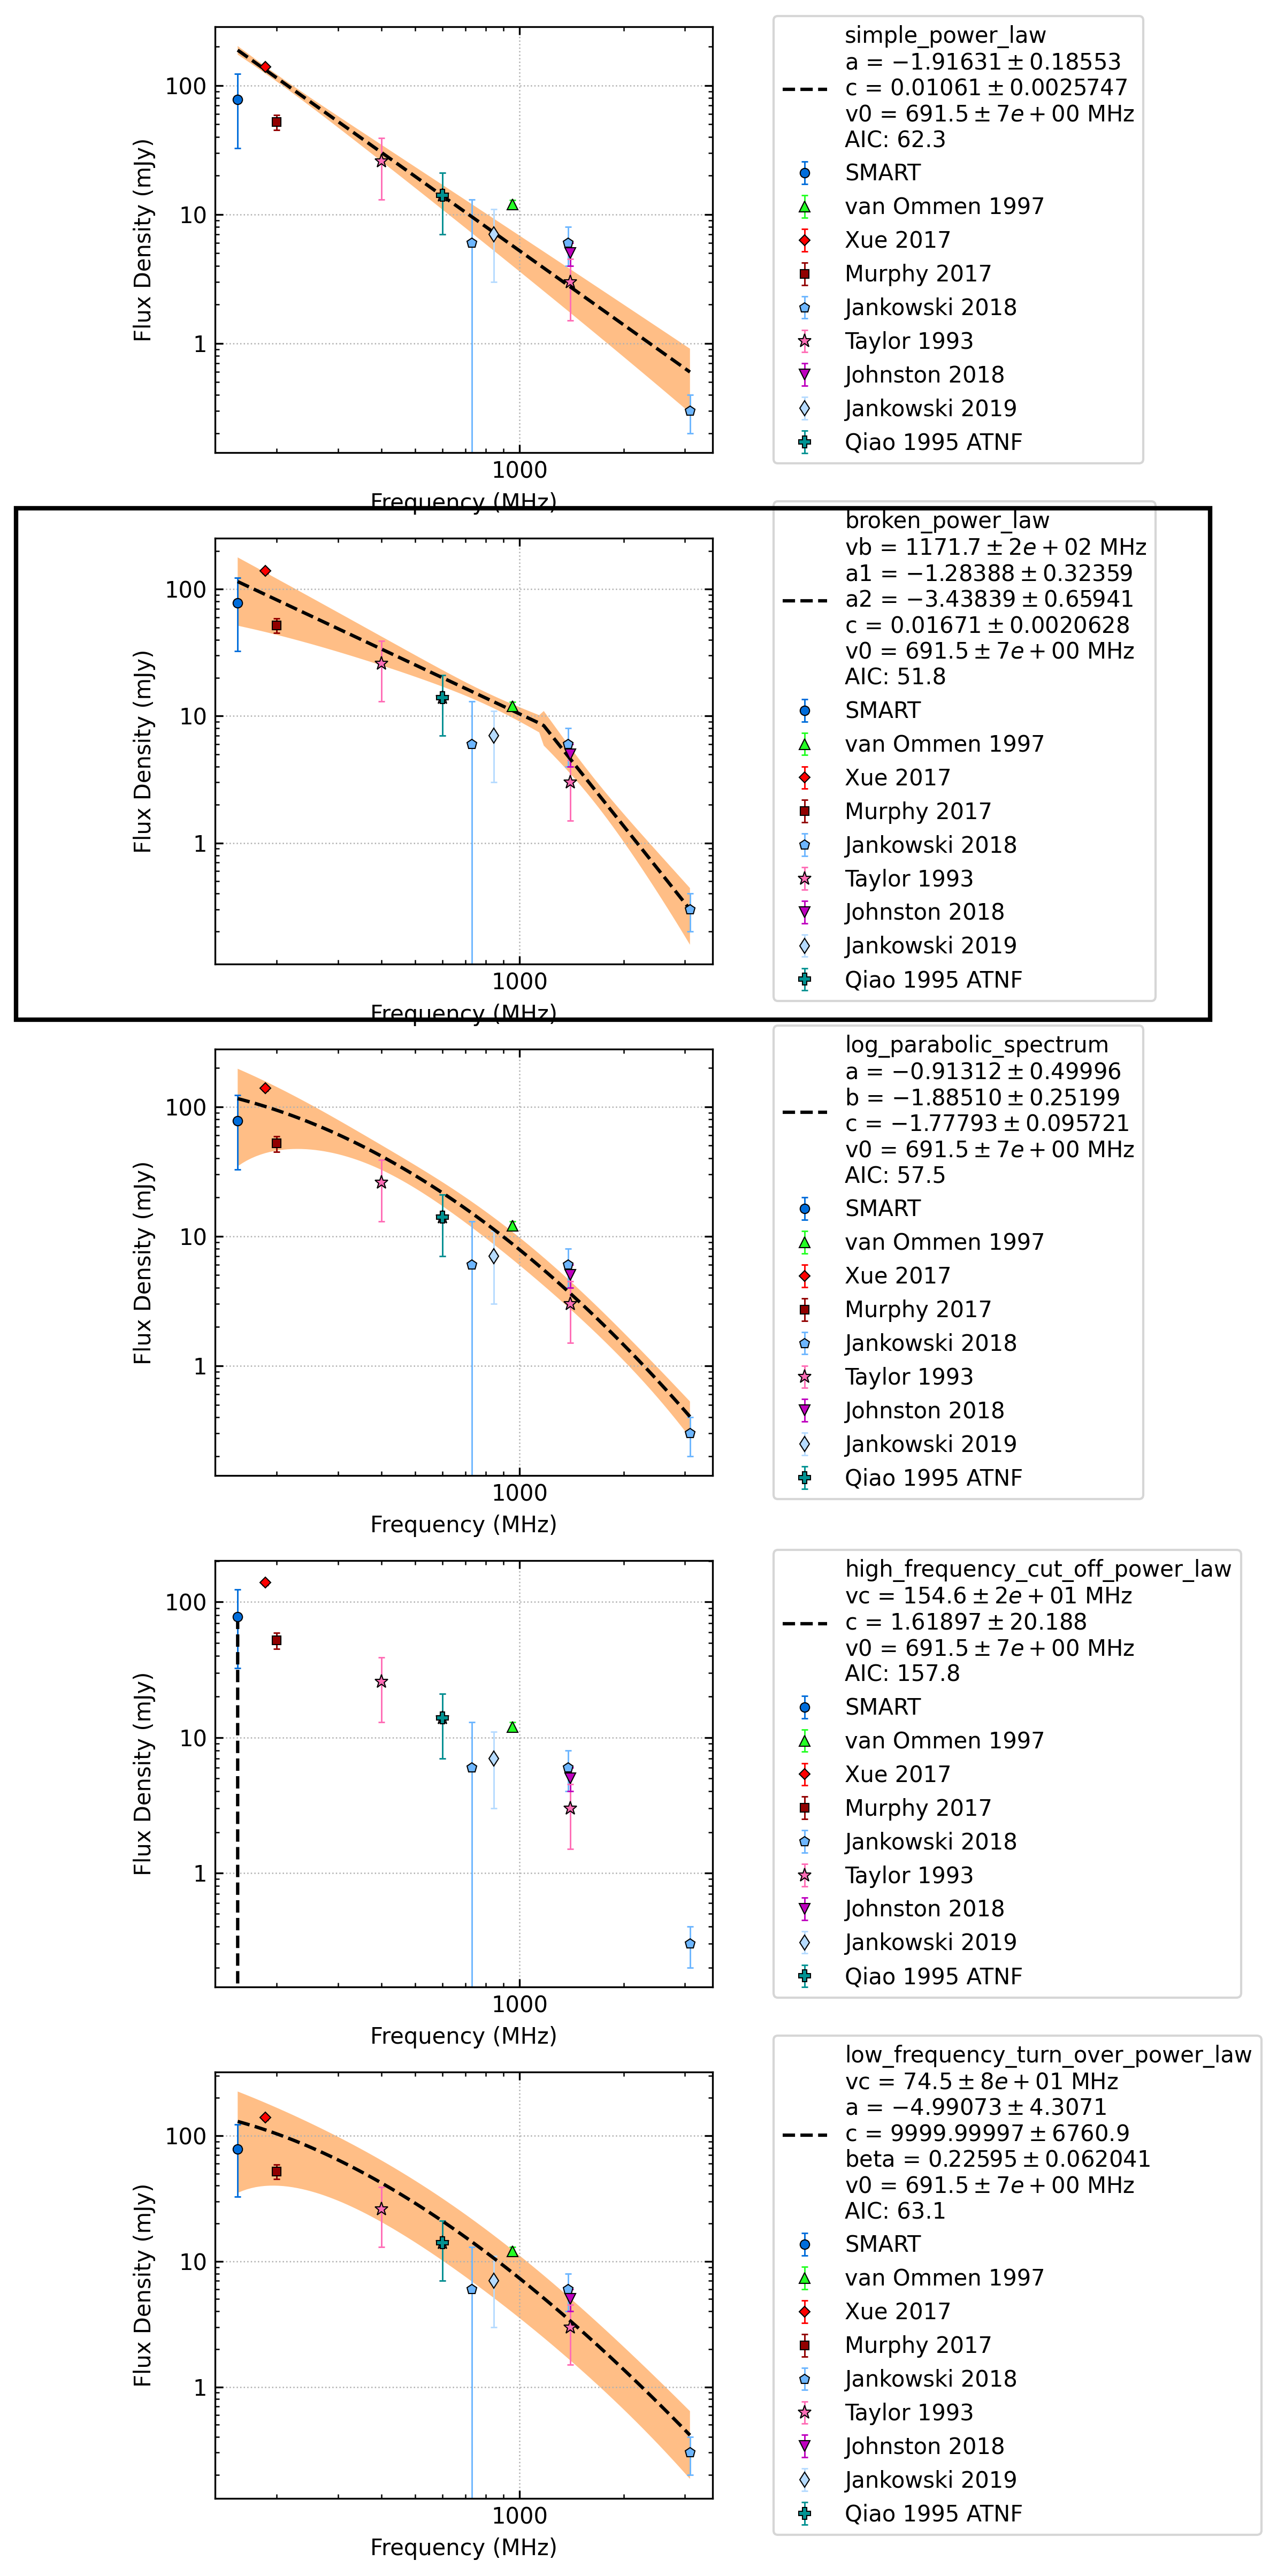 100
10
1
Flux Density (mJy)
1000
Frequency (MHz)
simple_power_law
a = −1.91631 ± 0.18553
c = 0.01061 ± 0.0025747
v0 = 691.5 ± 7e + 00 MHz
AIC: 62.3
SMART
van Ommen 1997
Xue 2017
Murphy 2017
Jankowski 2018
Taylor 1993
Johnston 2018
Jankowski 2019
Qiao 1995 ATNF
100
10
1
Flux Density (mJy)
1000
Frequency (MHz)
broken_power_law
vb = 1171.7 ± 2e + 02 MHz
a1 = −1.28388 ± 0.32359
a2 = −3.43839 ± 0.65941
c = 0.01671 ± 0.0020628
v0 = 691.5 ± 7e + 00 MHz
AIC: 51.8
SMART
van Ommen 1997
Xue 2017
Murphy 2017
Jankowski 2018
Taylor 1993
Johnston 2018
Jankowski 2019
Qiao 1995 ATNF
100
10
1
Flux Density (mJy)
1000
Frequency (MHz)
log_parabolic_spectrum
a = −0.91312 ± 0.49996
b = −1.88510 ± 0.25199
c = −1.77793 ± 0.095721
v0 = 691.5 ± 7e + 00 MHz
AIC: 57.5
SMART
van Ommen 1997
Xue 2017
Murphy 2017
Jankowski 2018
Taylor 1993
Johnston 2018
Jankowski 2019
Qiao 1995 ATNF
100
10
1
Flux Density (mJy)
1000
Frequency (MHz)
high_frequency_cut_off_power_law
vc = 154.6 ± 2e + 01 MHz
c = 1.61897 ± 20.188
v0 = 691.5 ± 7e + 00 MHz
AIC: 157.8
SMART
van Ommen 1997
Xue 2017
Murphy 2017
Jankowski 2018
Taylor 1993
Johnston 2018
Jankowski 2019
Qiao 1995 ATNF
100
10
1
Flux Density (mJy)
1000
Frequency (MHz)
low_frequency_turn_over_power_law
vc = 74.5 ± 8e + 01 MHz
a = −4.99073 ± 4.3071
c = 9999.99997 ± 6760.9
beta = 0.22595 ± 0.062041
v0 = 691.5 ± 7e + 00 MHz
AIC: 63.1
SMART
van Ommen 1997
Xue 2017
Murphy 2017
Jankowski 2018
Taylor 1993
Johnston 2018
Jankowski 2019
Qiao 1995 ATNF